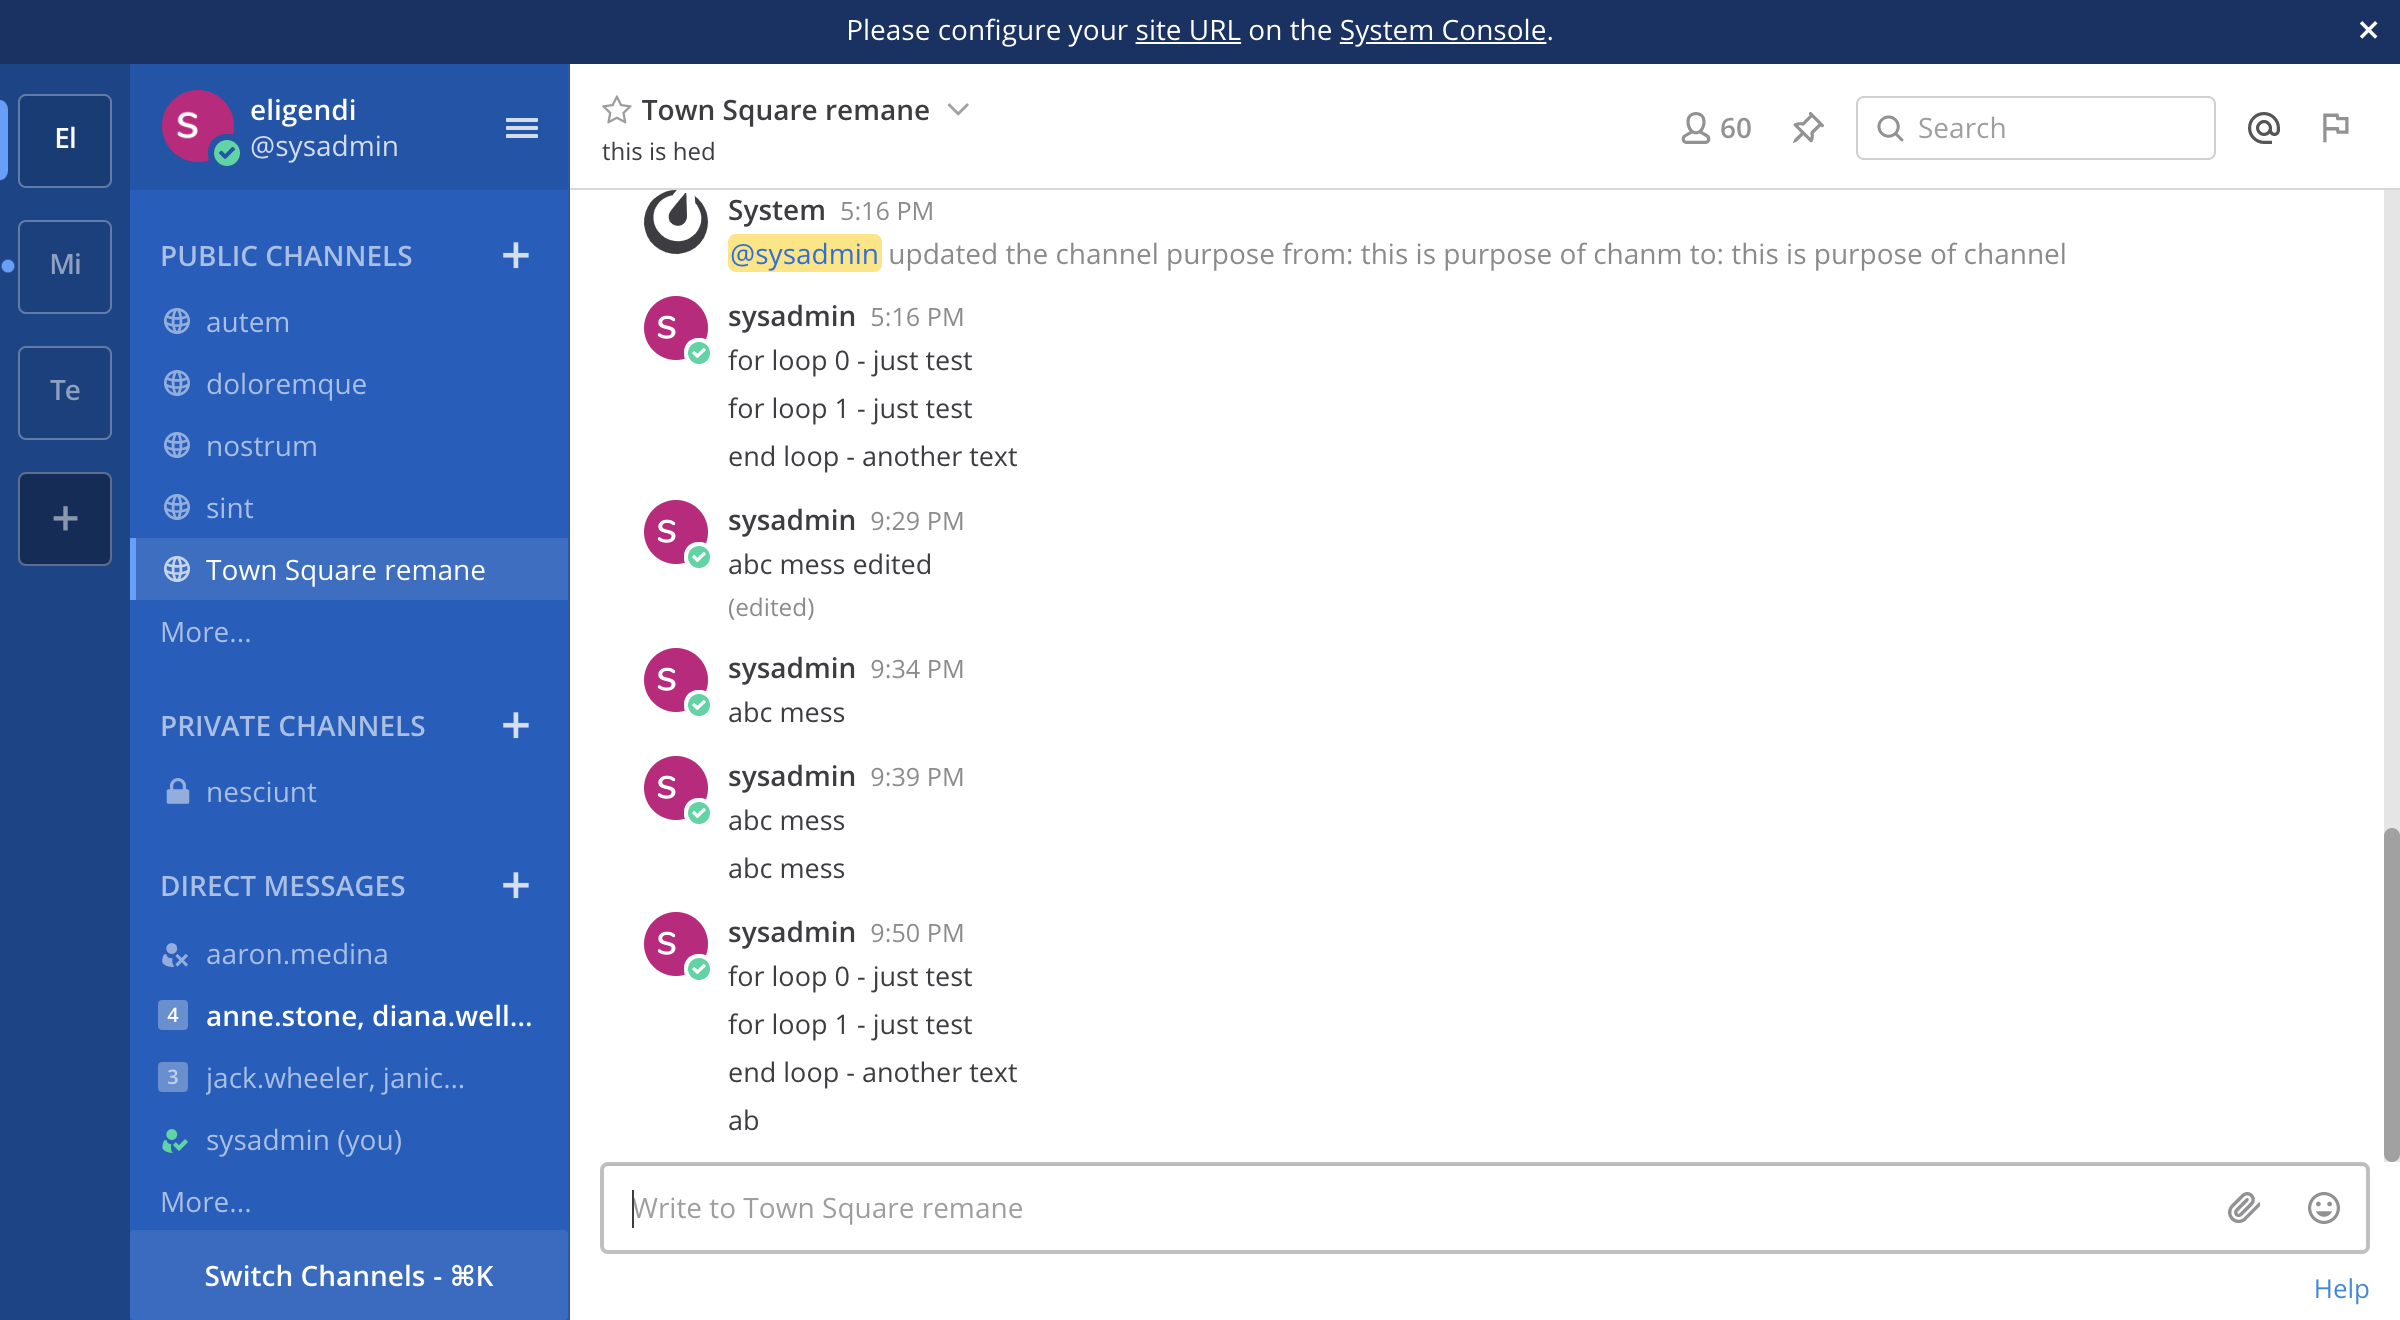 Please configure your site URL on the System Console.
El
Mi
Te
S
eligendi
@sysadmin
PUBLIC CHANNELS
autem
doloremque
nostrum
sint
Town Square remane
More...
PRIVATE CHANNELS
nesciunt
DIRECT MESSAGES
aaron.medina
4 anne.stone, diana.well...
3 jack.wheeler, janic...
sysadmin (you)
More...
Switch Channels - ⌘K
Town Square remane
this is hed
60
Search
System 5:16 PM
@sysadmin updated the channel purpose from: this is purpose of chanm to: this is purpose of channel
S
sysadmin 5:16 PM
for loop 0 - just test
for loop 1 - just test
end loop - another text
S
sysadmin 9:29 PM
abc mess edited
(edited)
S
sysadmin 9:34 PM
abc mess
S
sysadmin 9:39 PM
abc mess
abc mess
S
sysadmin 9:50 PM
for loop 0 - just test
for loop 1 - just test
end loop - another text
ab
Write to Town Square remane
Help